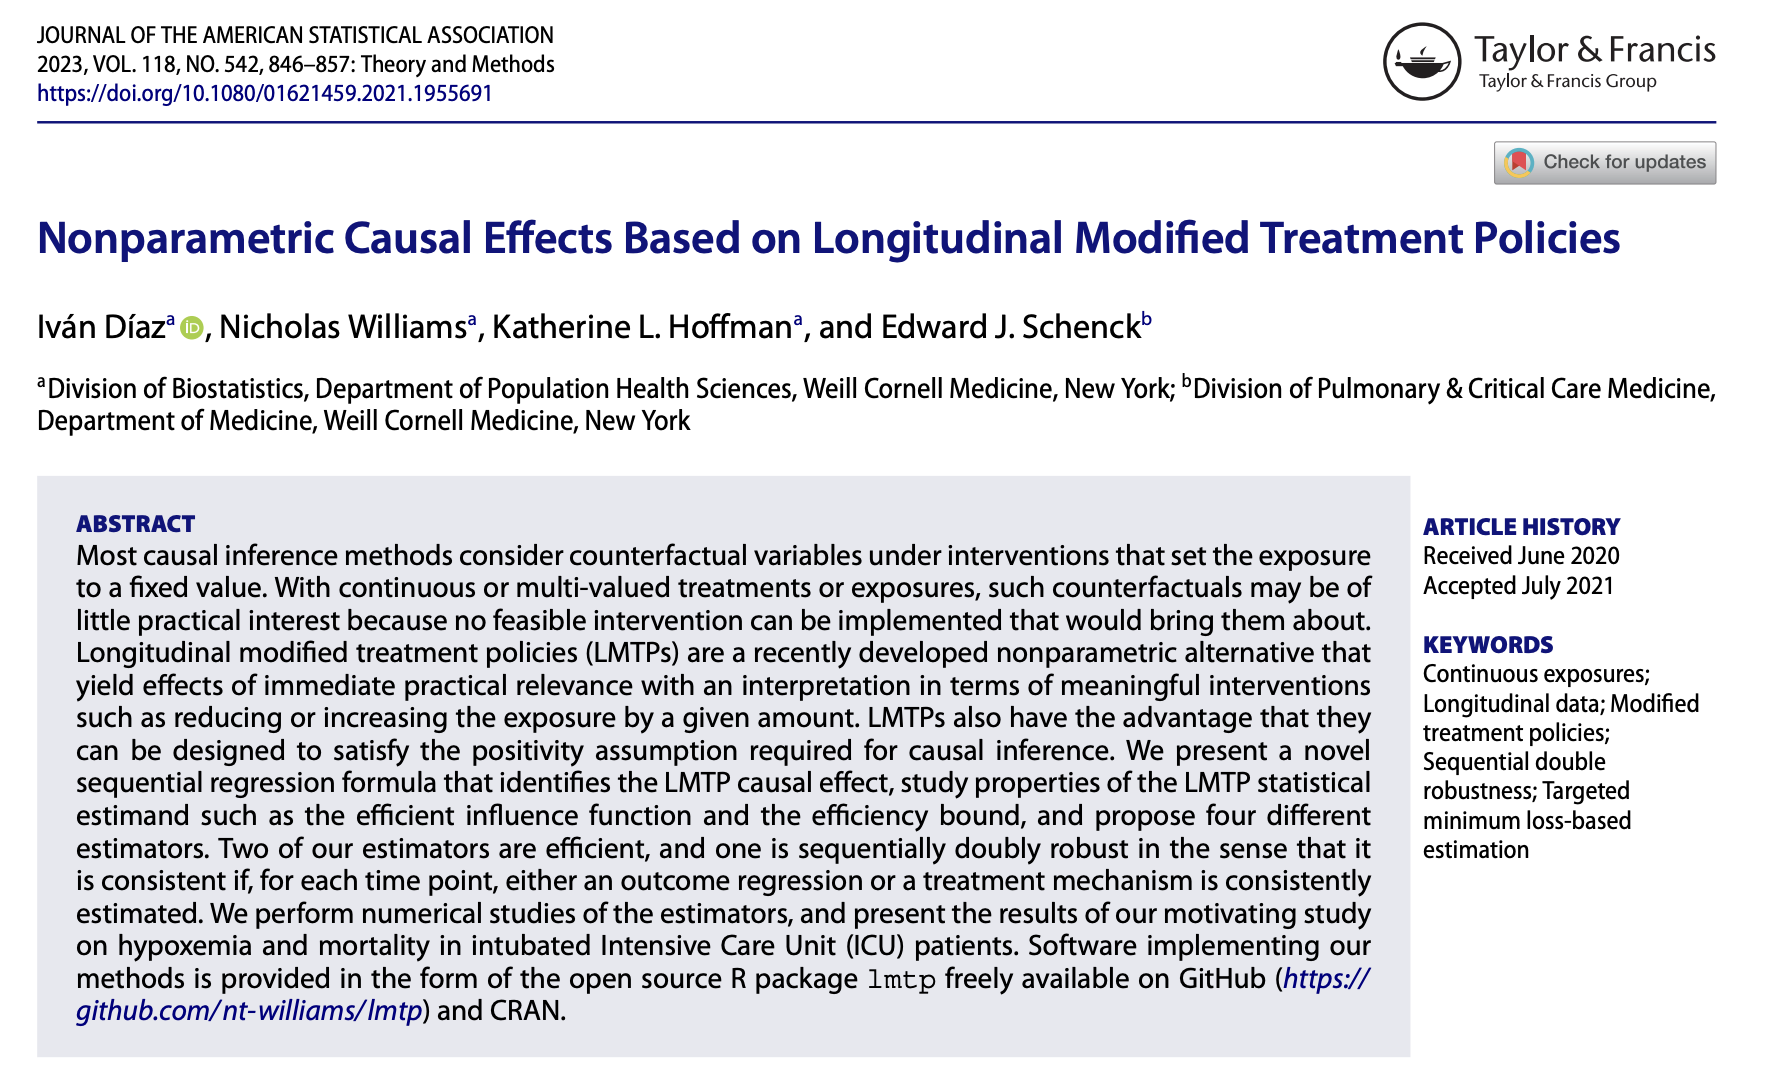 JOURNAL OF THE AMERICAN STATISTICAL ASSOCIATION
2023, VOL. 118, NO. 542, 846–857: Theory and Methods
https://doi.org/10.1080/01621459.2021.1955691
Taylor & Francis
Taylor & Francis Group
Check for updates
Nonparametric Causal Effects Based on Longitudinal Modified Treatment Policies
Iván Díazᵃ iD, Nicholas Williamsᵃ, Katherine L. Hoffmanᵃ, and Edward J. Schenckᵇ
ᵃDivision of Biostatistics, Department of Population Health Sciences, Weill Cornell Medicine, New York; ᵇDivision of Pulmonary & Critical Care Medicine,
Department of Medicine, Weill Cornell Medicine, New York
ABSTRACT
Most causal inference methods consider counterfactual variables under interventions that set the exposure
to a fixed value. With continuous or multi-valued treatments or exposures, such counterfactuals may be of
little practical interest because no feasible intervention can be implemented that would bring them about.
Longitudinal modified treatment policies (LMTPs) are a recently developed nonparametric alternative that
yield effects of immediate practical relevance with an interpretation in terms of meaningful interventions
such as reducing or increasing the exposure by a given amount. LMTPs also have the advantage that they
can be designed to satisfy the positivity assumption required for causal inference. We present a novel
sequential regression formula that identifies the LMTP causal effect, study properties of the LMTP statistical
estimand such as the efficient influence function and the efficiency bound, and propose four different
estimators. Two of our estimators are efficient, and one is sequentially doubly robust in the sense that it
is consistent if, for each time point, either an outcome regression or a treatment mechanism is consistently
estimated. We perform numerical studies of the estimators, and present the results of our motivating study
on hypoxemia and mortality in intubated Intensive Care Unit (ICU) patients. Software implementing our
methods is provided in the form of the open source R package lmtp freely available on GitHub (https://
github.com/nt-williams/lmtp) and CRAN.
ARTICLE HISTORY
Received June 2020
Accepted July 2021
KEYWORDS
Continuous exposures;
Longitudinal data; Modified
treatment policies;
Sequential double
robustness; Targeted
minimum loss-based
estimation